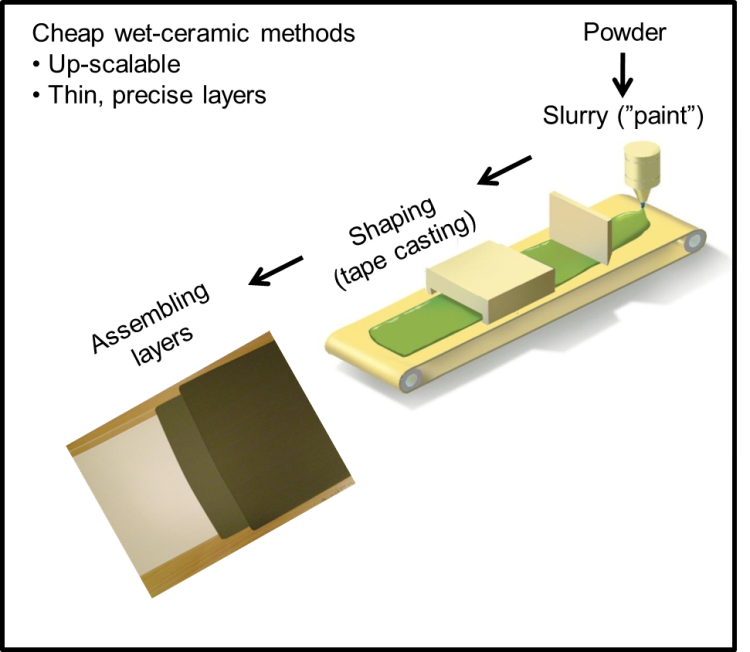 Cheap wet-ceramic methods
• Up-scalable
• Thin, precise layers
Powder
Slurry (”paint”)
Shaping
(tape casting)
Assembling
layers